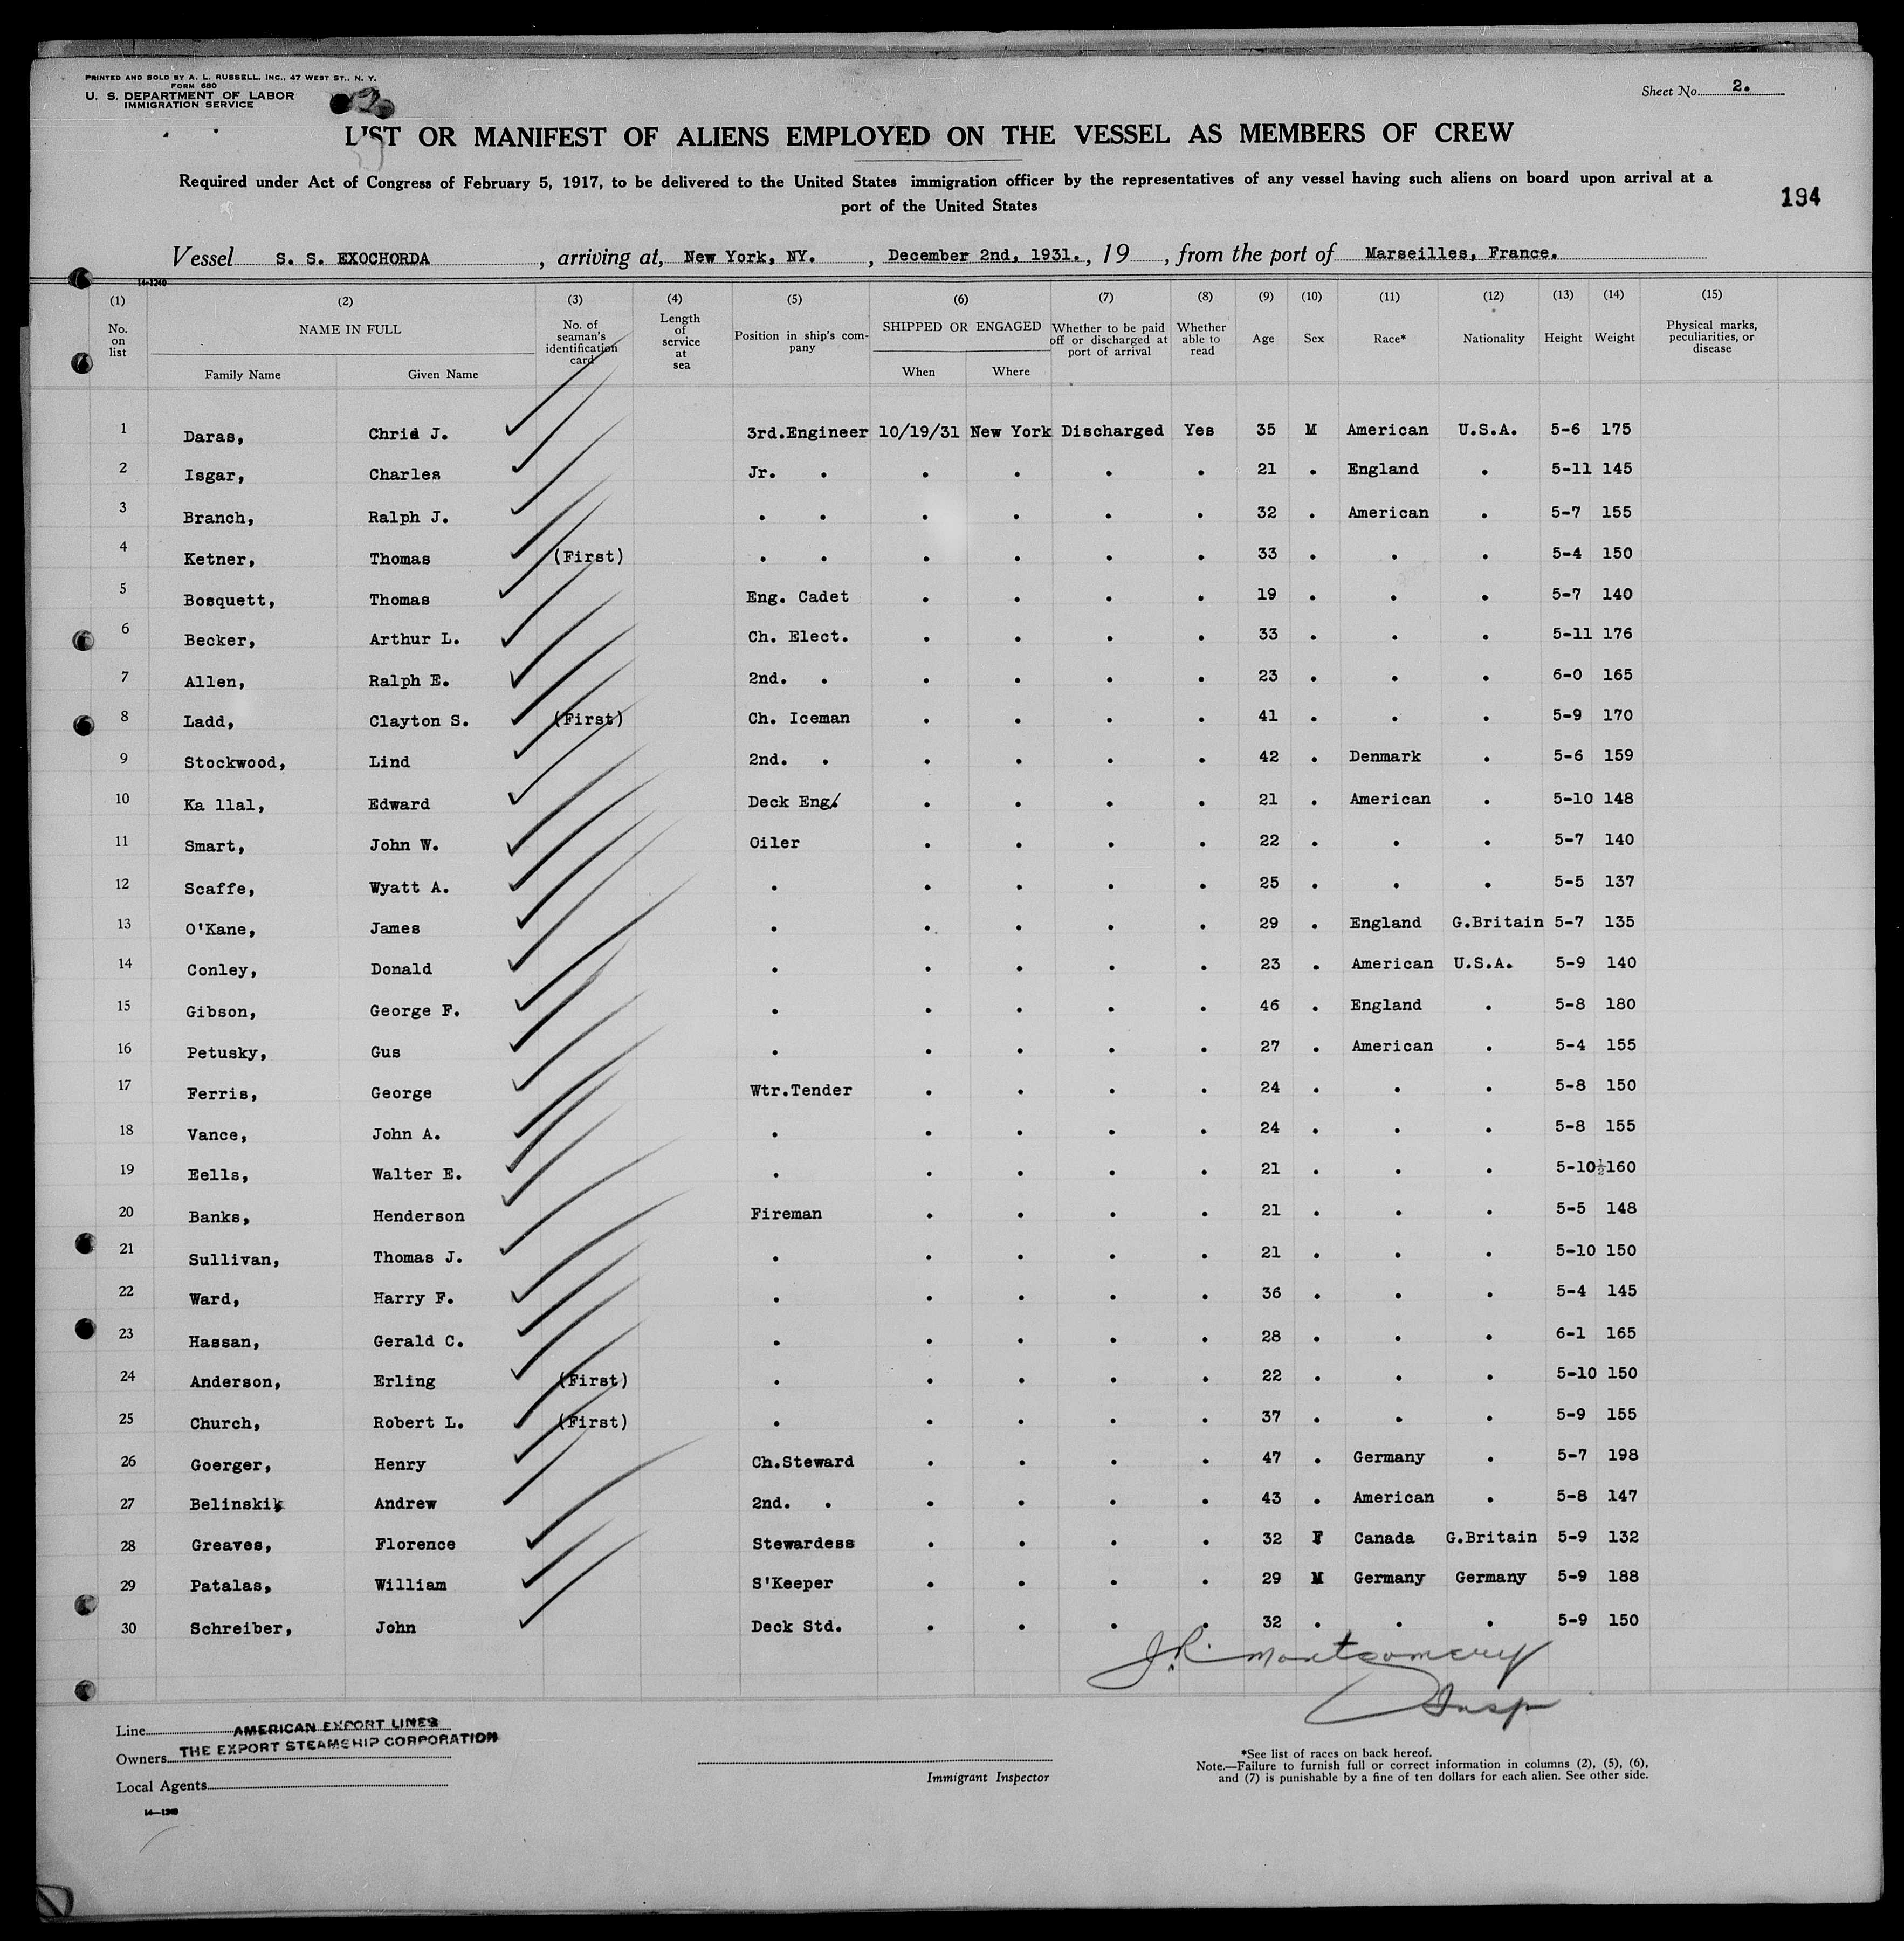 PRINTED AND SOLD BY A. L. RUSSELL, INC., 47 WEST ST., N. Y.
FORM 680
U. S. DEPARTMENT OF LABOR
IMMIGRATION SERVICE
Sheet No. 2.
LIST OR MANIFEST OF ALIENS EMPLOYED ON THE VESSEL AS MEMBERS OF CREW
Required under Act of Congress of February 5, 1917, to be delivered to the United States immigration officer by the representatives of any vessel having such aliens on board upon arrival at a
port of the United States
194
Vessel S. S. EXOCHORDA , arriving at, New York, NY. , December 2nd, 1931. , 19 , from the port of Marseilles, France.
14-1240
(1) (2) (3) (4) (5) (6) (7) (8) (9) (10) (11) (12) (13) (14) (15)
No. on list NAME IN FULL Family Name Given Name No. of seaman's identification card Length of service at sea Position in ship's company SHIPPED OR ENGAGED When Where Whether to be paid off or discharged at port of arrival Whether able to read Age Sex Race* Nationality Height Weight Physical marks, peculiarities, or disease
1 Daras, Chris J. 3rd.Engineer 10/19/31 New York Discharged Yes 35 M American U.S.A. 5-6 175
2 Isgar, Charles Jr. . . . . . 21 . England . 5-11 145
3 Branch, Ralph J. . . . . . . 32 . American . 5-7 155
4 Ketner, Thomas (First) . . . . . . 33 . . . 5-4 150
5 Bosquett, Thomas Eng. Cadet . . . . 19 . . . 5-7 140
6 Becker, Arthur L. Ch. Elect. . . . . 33 . . . 5-11 176
7 Allen, Ralph E. 2nd. . . . . . 23 . . . 6-0 165
8 Ladd, Clayton S. (First) Ch. Iceman . . . . 41 . . . 5-9 170
9 Stockwood, Lind 2nd. . . . . . 42 . Denmark . 5-6 159
10 Ka llal, Edward Deck Eng. . . . . 21 . American . 5-10 148
11 Smart, John W. Oiler . . . . 22 . . . 5-7 140
12 Scaffe, Wyatt A. . . . . . 25 . . . 5-5 137
13 O'Kane, James . . . . . 29 . England G.Britain 5-7 135
14 Conley, Donald . . . . . 23 . American U.S.A. 5-9 140
15 Gibson, George F. . . . . . 46 . England . 5-8 180
16 Petusky, Gus . . . . . 27 . American . 5-4 155
17 Ferris, George Wtr.Tender . . . . 24 . . . 5-8 150
18 Vance, John A. . . . . . 24 . . . 5-8 155
19 Eells, Walter E. . . . . . 21 . . . 5-10½ 160
20 Banks, Henderson Fireman . . . . 21 . . . 5-5 148
21 Sullivan, Thomas J. . . . . . 21 . . . 5-10 150
22 Ward, Harry F. . . . . . 36 . . . 5-4 145
23 Hassan, Gerald C. . . . . . 28 . . . 6-1 165
24 Anderson, Erling (First) . . . . . 22 . . . 5-10 150
25 Church, Robert L. (First) . . . . . 37 . . . 5-9 155
26 Goerger, Henry Ch.Steward . . . . 47 . Germany . 5-7 198
27 Belinski, Andrew 2nd. . . . . . 43 . American . 5-8 147
28 Greaves, Florence Stewardess . . . . 32 F Canada G.Britain 5-9 132
29 Patalas, William S'Keeper . . . . 29 M Germany Germany 5-9 188
30 Schreiber, John Deck Std. . . . . 32 . . . 5-9 150
J.R. Montgomery
Insp
Line AMERICAN EXPORT LINES
Owners THE EXPORT STEAMSHIP CORPORATION
Local Agents
Immigrant Inspector
*See list of races on back hereof.
Note.—Failure to furnish full or correct information in columns (2), (5), (6),
and (7) is punishable by a fine of ten dollars for each alien. See other side.
14—1240